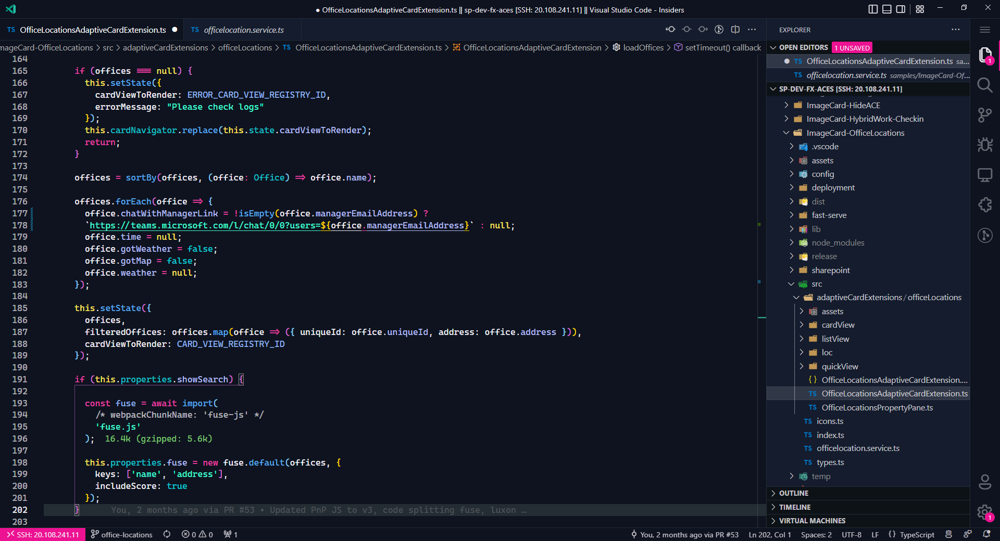 ● OfficeLocationsAdaptiveCardExtension.ts || sp-dev-fx-aces [SSH: 20.108.241.11] || Visual Studio Code - Insiders
TS OfficeLocationsAdaptiveCardExtension.ts ●
TS officelocation.service.ts
mageCard-OfficeLocations > src > adaptiveCardExtensions > officeLocations > TS OfficeLocationsAdaptiveCardExtension.ts > OfficeLocationsAdaptiveCardExtension > loadOffices > setTimeout() callback
164
165 if (offices === null) {
166 this.setState({
167 cardViewToRender: ERROR_CARD_VIEW_REGISTRY_ID,
168 errorMessage: "Please check logs"
169 });
170 this.cardNavigator.replace(this.state.cardViewToRender);
171 return;
172 }
173
174 offices = sortBy(offices, (office: Office) => office.name);
175
176 offices.forEach(office => {
177 office.chatWithManagerLink = !isEmpty(office.managerEmailAddress) ?
178 `https://teams.microsoft.com/l/chat/0/0?users=${office.managerEmailAddress}` : null;
179 office.time = null;
180 office.gotWeather = false;
181 office.gotMap = false;
182 office.weather = null;
183 });
184
185 this.setState({
186 offices,
187 filteredOffices: offices.map(office => ({ uniqueId: office.uniqueId, address: office.address })),
188 cardViewToRender: CARD_VIEW_REGISTRY_ID
189 });
190
191 if (this.properties.showSearch) {
192
193 const fuse = await import(
194 /* webpackChunkName: 'fuse-js' */
195 'fuse.js'
196 ); 16.4k (gzipped: 5.6k)
197
198 this.properties.fuse = new fuse.default(offices, {
199 keys: ['name', 'address'],
200 includeScore: true
201 });
202 } You, 2 months ago via PR #53 • Updated PnP JS to v3, code splitting fuse, luxon …
203
EXPLORER
OPEN EDITORS 1 UNSAVED
● TS OfficeLocationsAdaptiveCardExtension.ts sa...
TS officelocation.service.ts samples/ImageCard-Of...
SP-DEV-FX-ACES [SSH: 20.108.241.11]
ImageCard-HideACE
ImageCard-HybridWork-Checkin
ImageCard-OfficeLocations
.vscode
assets
config
deployment
dist
fast-serve
lib
node_modules
release
sharepoint
src
adaptiveCardExtensions/officeLocations
assets
cardView
listView
loc
quickView
{} OfficeLocationsAdaptiveCardExtension....
TS OfficeLocationsAdaptiveCardExtension.ts
TS OfficeLocationsPropertyPane.ts
TS icons.ts
TS index.ts
TS officelocation.service.ts
TS types.ts
temp
OUTLINE
TIMELINE
VIRTUAL MACHINES
1
1
SSH: 20.108.241.11 office-locations 0 0 1
You, 2 months ago via PR #53 Ln 202, Col 1 Spaces: 2 UTF-8 LF {} TypeScript